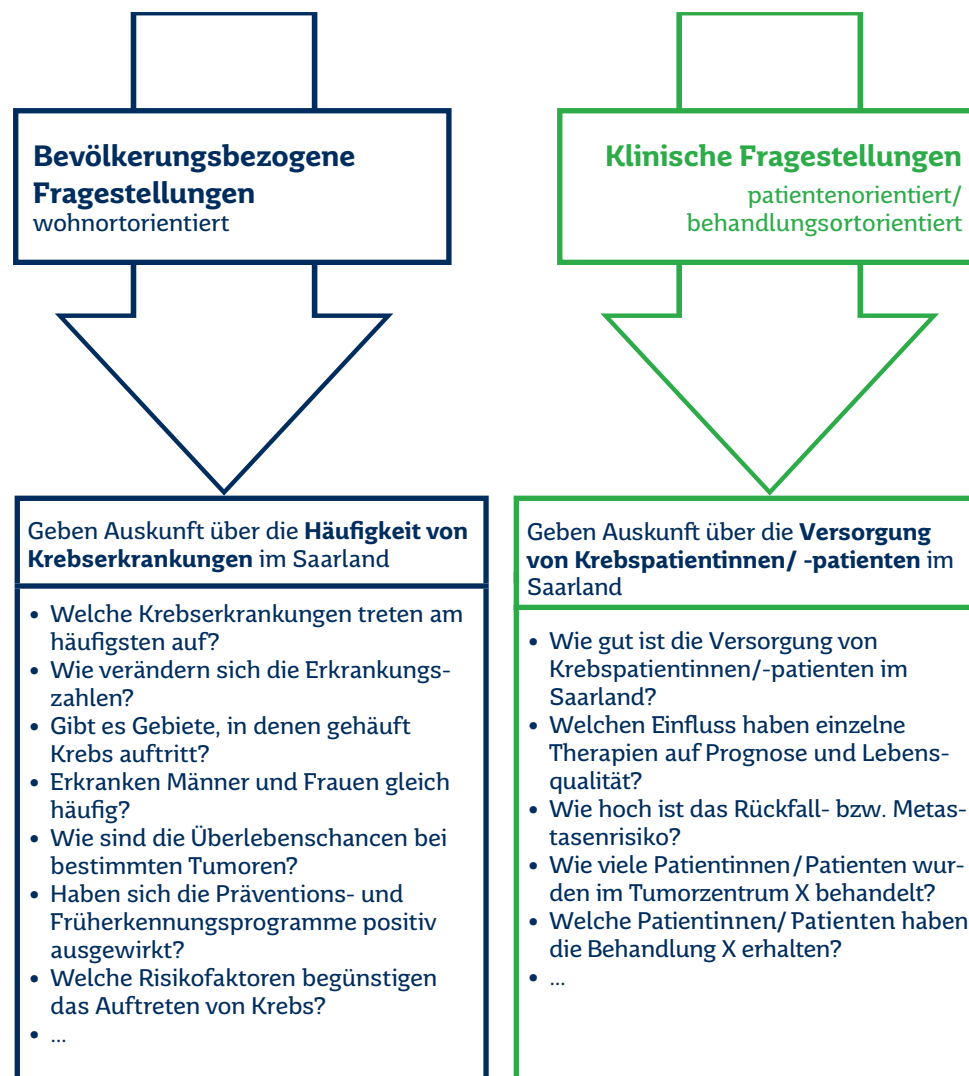 Bevölkerungsbezogene
Fragestellungen
wohnortorientiert
Klinische Fragestellungen
patientenorientiert/
behandlungsortorientiert
Geben Auskunft über die Häufigkeit von
Krebserkrankungen im Saarland
• Welche Krebserkrankungen treten am
häufigsten auf?
• Wie verändern sich die Erkrankungs-
zahlen?
• Gibt es Gebiete, in denen gehäuft
Krebs auftritt?
• Erkranken Männer und Frauen gleich
häufig?
• Wie sind die Überlebenschancen bei
bestimmten Tumoren?
• Haben sich die Präventions- und
Früherkennungsprogramme positiv
ausgewirkt?
• Welche Risikofaktoren begünstigen
das Auftreten von Krebs?
• ...
Geben Auskunft über die Versorgung
von Krebspatientinnen/ -patienten im
Saarland
• Wie gut ist die Versorgung von
Krebspatientinnen/-patienten im
Saarland?
• Welchen Einfluss haben einzelne
Therapien auf Prognose und Lebens-
qualität?
• Wie hoch ist das Rückfall- bzw. Metas-
tasenrisiko?
• Wie viele Patientinnen/Patienten wur-
den im Tumorzentrum X behandelt?
• Welche Patientinnen/ Patienten haben
die Behandlung X erhalten?
• ...